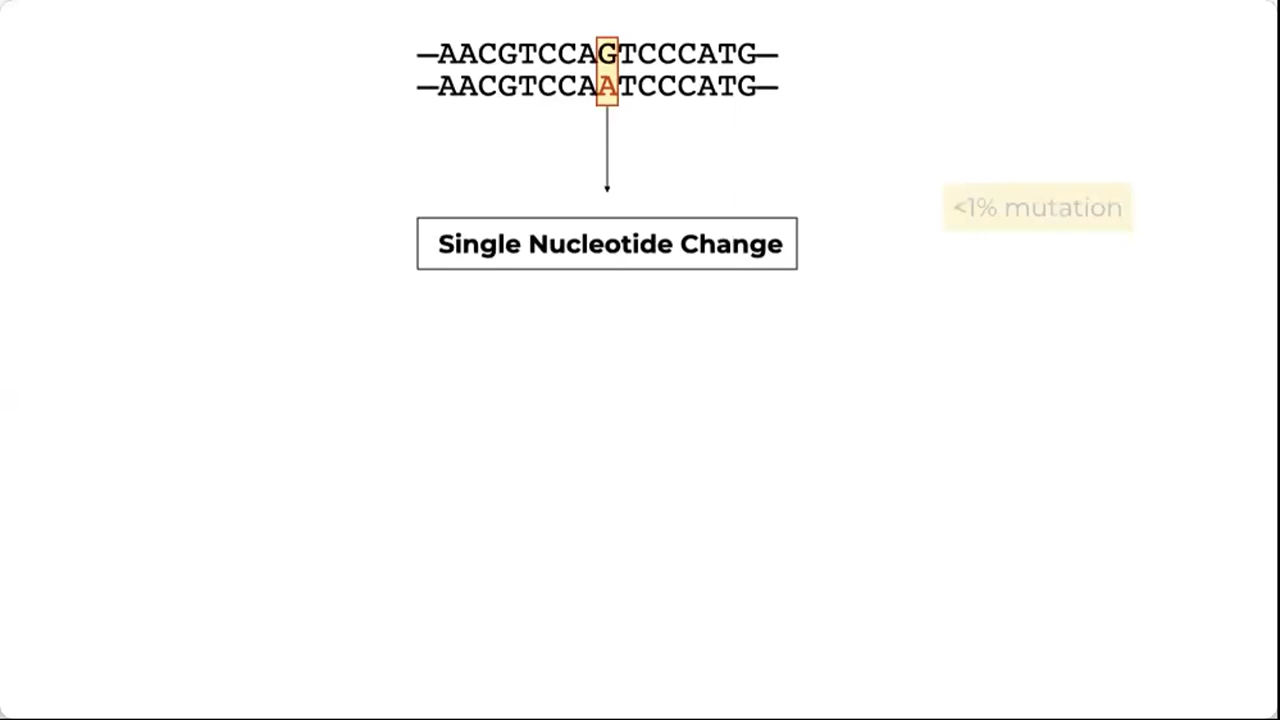 —AACGTCCAGTCCCATG—
—AACGTCCAATCCCATG—
<1% mutation
Single Nucleotide Change